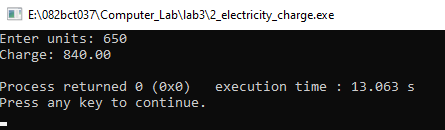 E:\082bct037\Computer_Lab\lab3\2_electricity_charge.exe
Enter units: 650
Charge: 840.00
Process returned 0 (0x0)   execution time : 13.063 s
Press any key to continue.